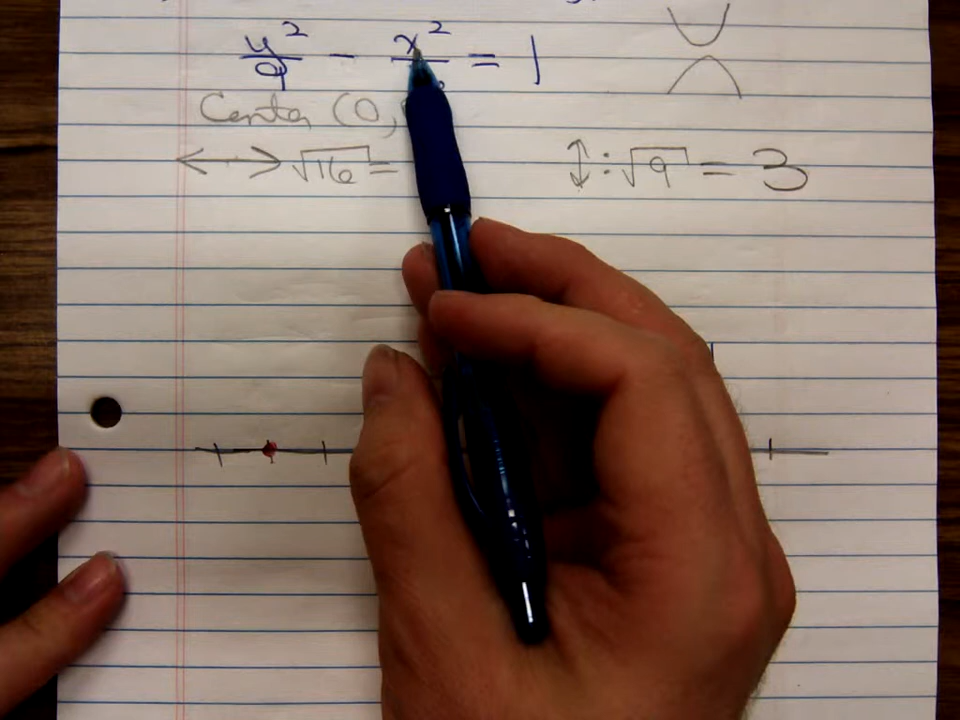 y² / 9 - x² / = 1
Center (0,
√16 = ↕ : √9 = 3